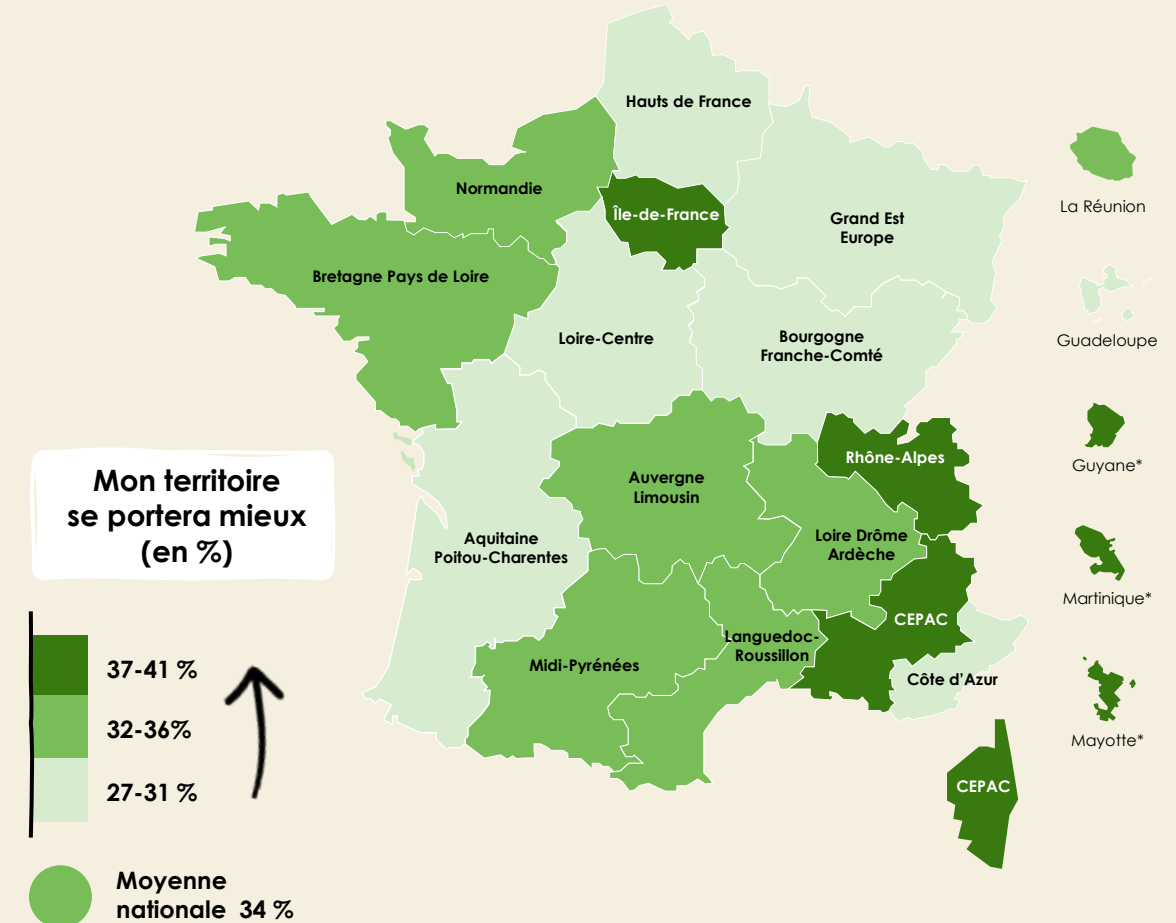 Hauts de France
Normandie
Île-de-France
Grand Est
Europe
La Réunion
Bretagne Pays de Loire
Loire-Centre
Bourgogne
Franche-Comté
Guadeloupe
Rhône-Alpes
Guyane*
Auvergne
Limousin
Loire Drôme
Ardèche
Aquitaine
Poitou-Charentes
Martinique*
CEPAC
Languedoc-
Roussillon
Midi-Pyrénées
Côte d'Azur
Mayotte*
CEPAC
Mon territoire
se portera mieux
(en %)
37-41 %
32-36%
27-31 %
Moyenne
nationale 34 %